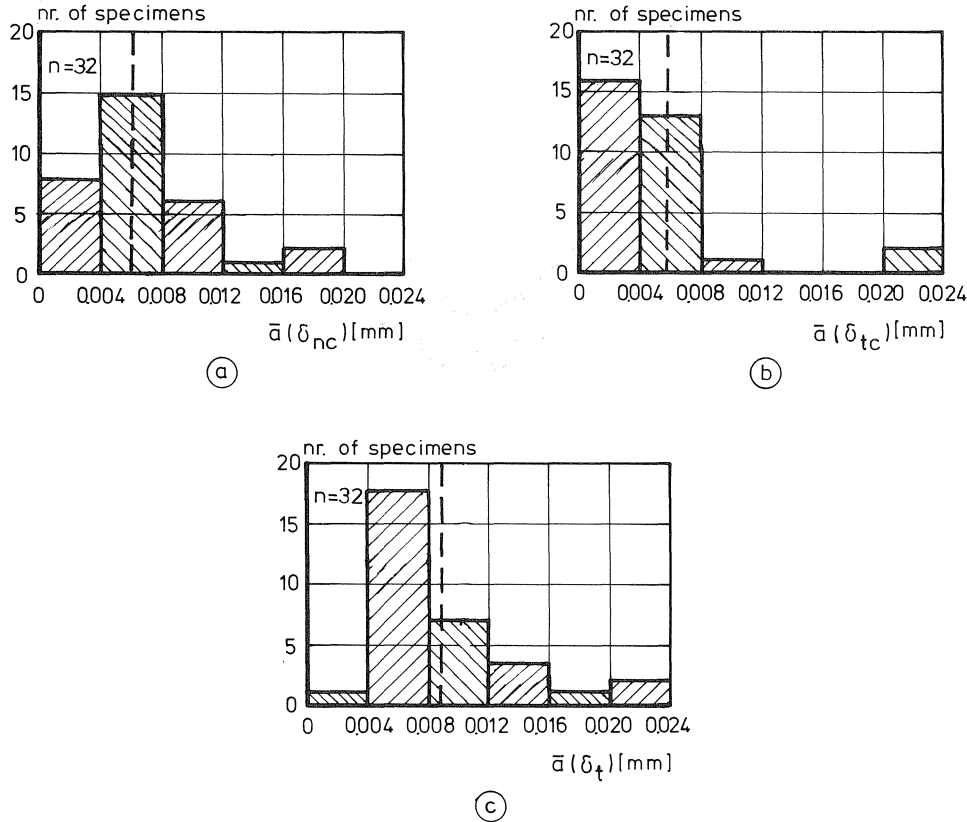 nr. of specimens
20
n=32
15
10
5
0
0 0,004 0,008 0,012 0,016 0,020 0,024
ā(δnc)[mm]
a
nr. of specimens
20
n=32
15
10
5
0
0 0,004 0,008 0,012 0,016 0,020 0,024
ā(δtc)[mm]
b
nr. of specimens
20
n=32
15
10
5
0
0 0,004 0,008 0,012 0,016 0,020 0,024
ā(δt)[mm]
c